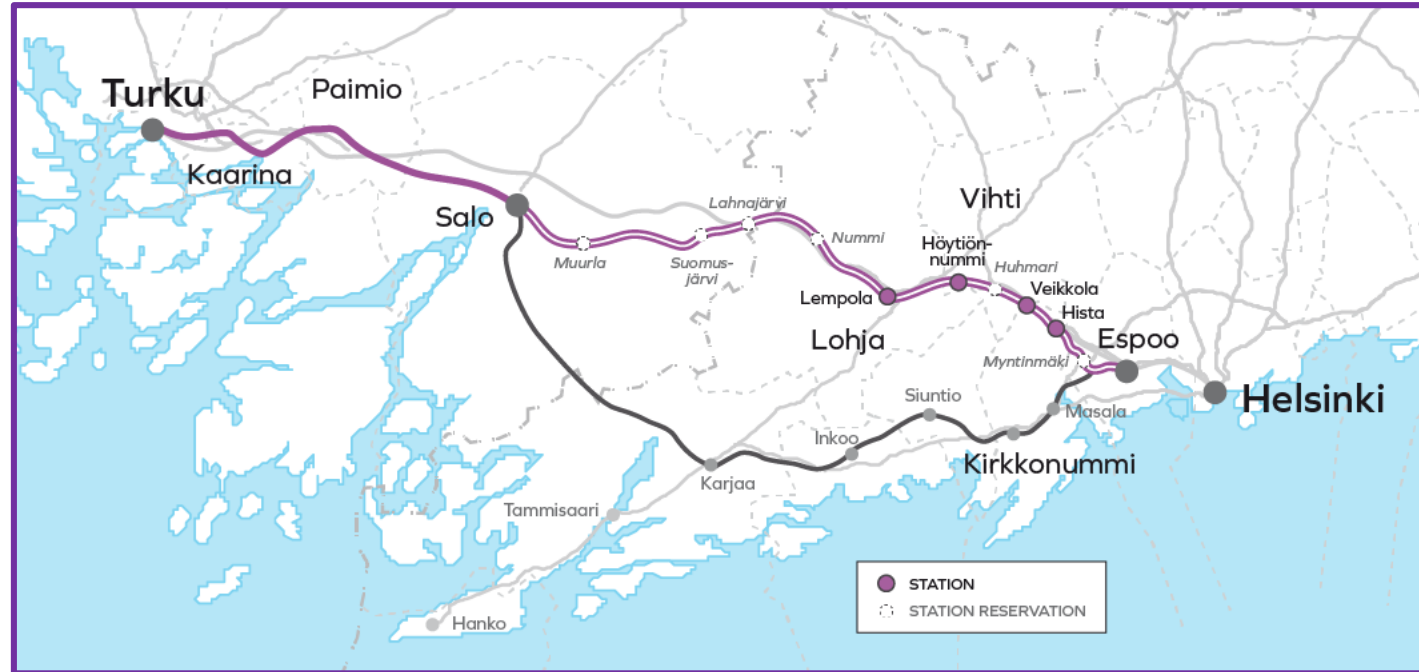 Turku
Paimio
Kaarina
Salo
Lahnajärvi
Vihti
Muurla
Suomus-
järvi
Nummi
Höytiön-
nummi
Huhmari
Veikkola
Lempola
Hista
Lohja
Espoo
Myntinmäki
Helsinki
Siuntio
Masala
Inkoo
Kirkkonummi
Karjaa
Tammisaari
Hanko
STATION
STATION RESERVATION